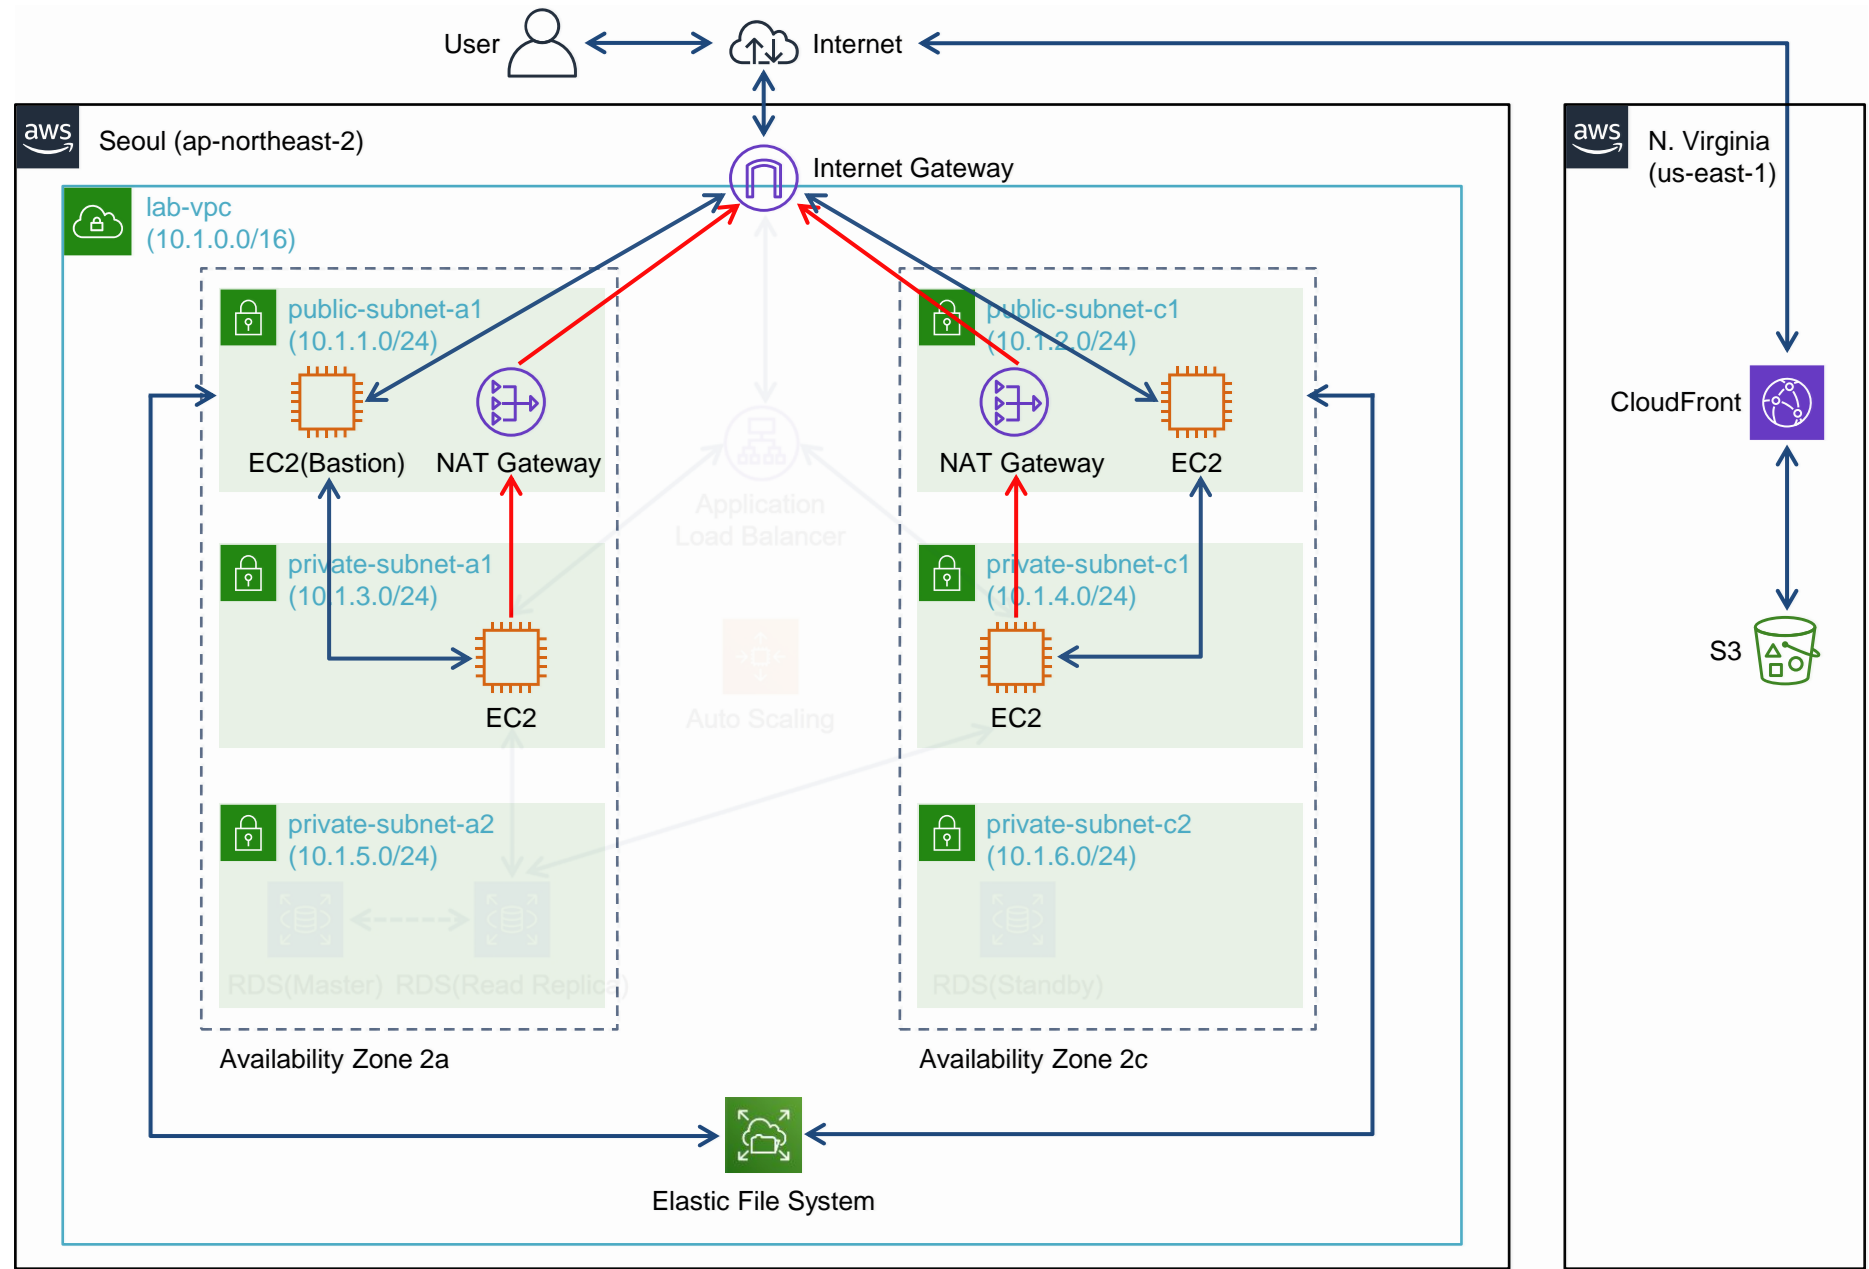 User
Internet
aws
Seoul (ap-northeast-2)
aws
N. Virginia
(us-east-1)
Internet Gateway
lab-vpc
(10.1.0.0/16)
public-subnet-a1
(10.1.1.0/24)
public-subnet-c1
(10.1.2.0/24)
EC2(Bastion)
NAT Gateway
NAT Gateway
EC2
CloudFront
Application
Load Balancer
private-subnet-a1
(10.1.3.0/24)
private-subnet-c1
(10.1.4.0/24)
S3
EC2
Auto Scaling
EC2
private-subnet-a2
(10.1.5.0/24)
private-subnet-c2
(10.1.6.0/24)
RDS(Master)
RDS(Read Replica)
RDS(Standby)
Availability Zone 2a
Availability Zone 2c
Elastic File System